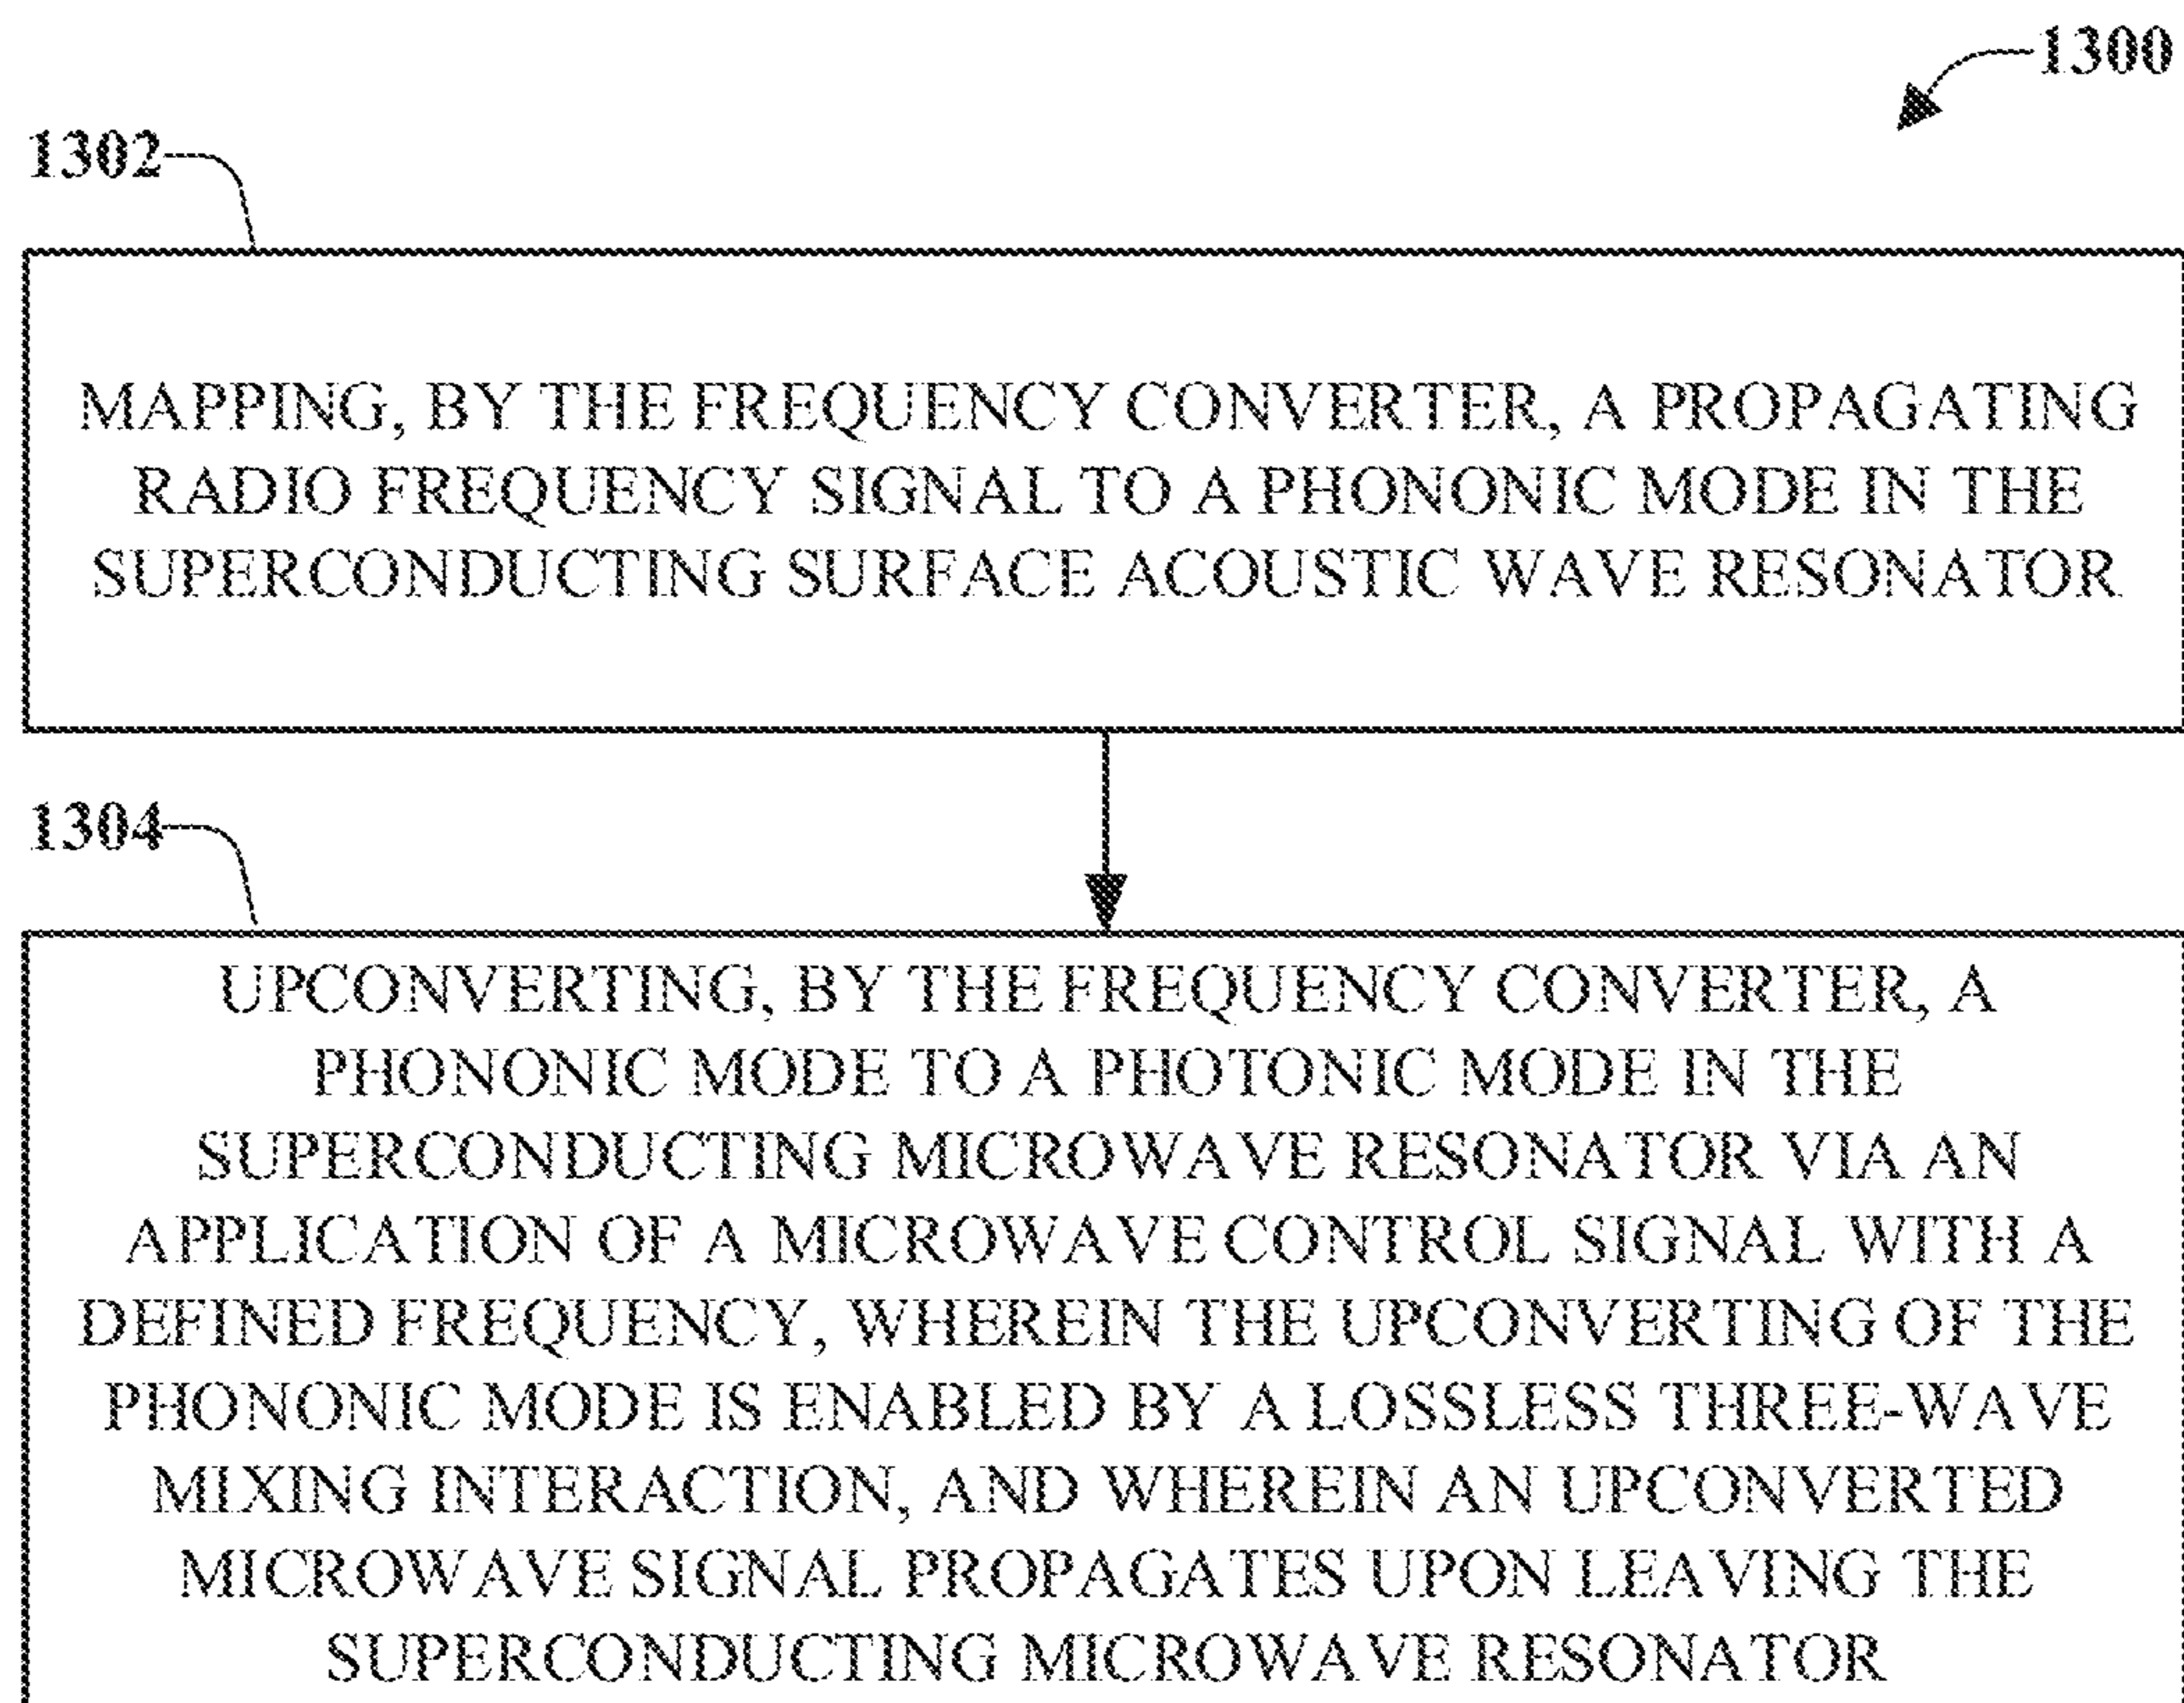 1300
1302
MAPPING, BY THE FREQUENCY CONVERTER, A PROPAGATING
RADIO FREQUENCY SIGNAL TO A PHONONIC MODE IN THE
SUPERCONDUCTING SURFACE ACOUSTIC WAVE RESONATOR
1304
UPCONVERTING, BY THE FREQUENCY CONVERTER, A
PHONONIC MODE TO A PHOTONIC MODE IN THE
SUPERCONDUCTING MICROWAVE RESONATOR VIA AN
APPLICATION OF A MICROWAVE CONTROL SIGNAL WITH A
DEFINED FREQUENCY, WHEREIN THE UPCONVERTING OF THE
PHONONIC MODE IS ENABLED BY A LOSSLESS THREE-WAVE
MIXING INTERACTION, AND WHEREIN AN UPCONVERTED
MICROWAVE SIGNAL PROPAGATES UPON LEAVING THE
SUPERCONDUCTING MICROWAVE RESONATOR